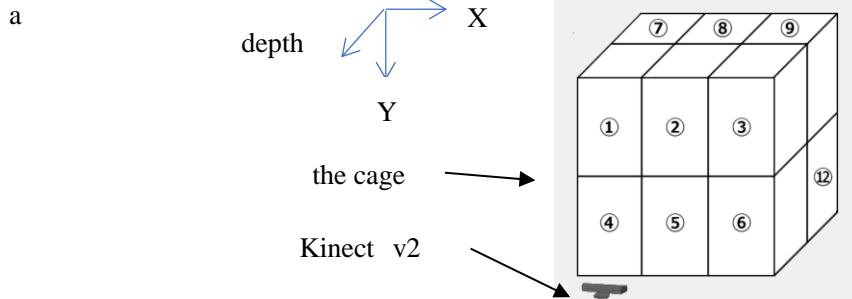 a
X
depth
Y
the cage
Kinect v2
⑦ ⑧ ⑨
① ② ③
⑫
④ ⑤ ⑥